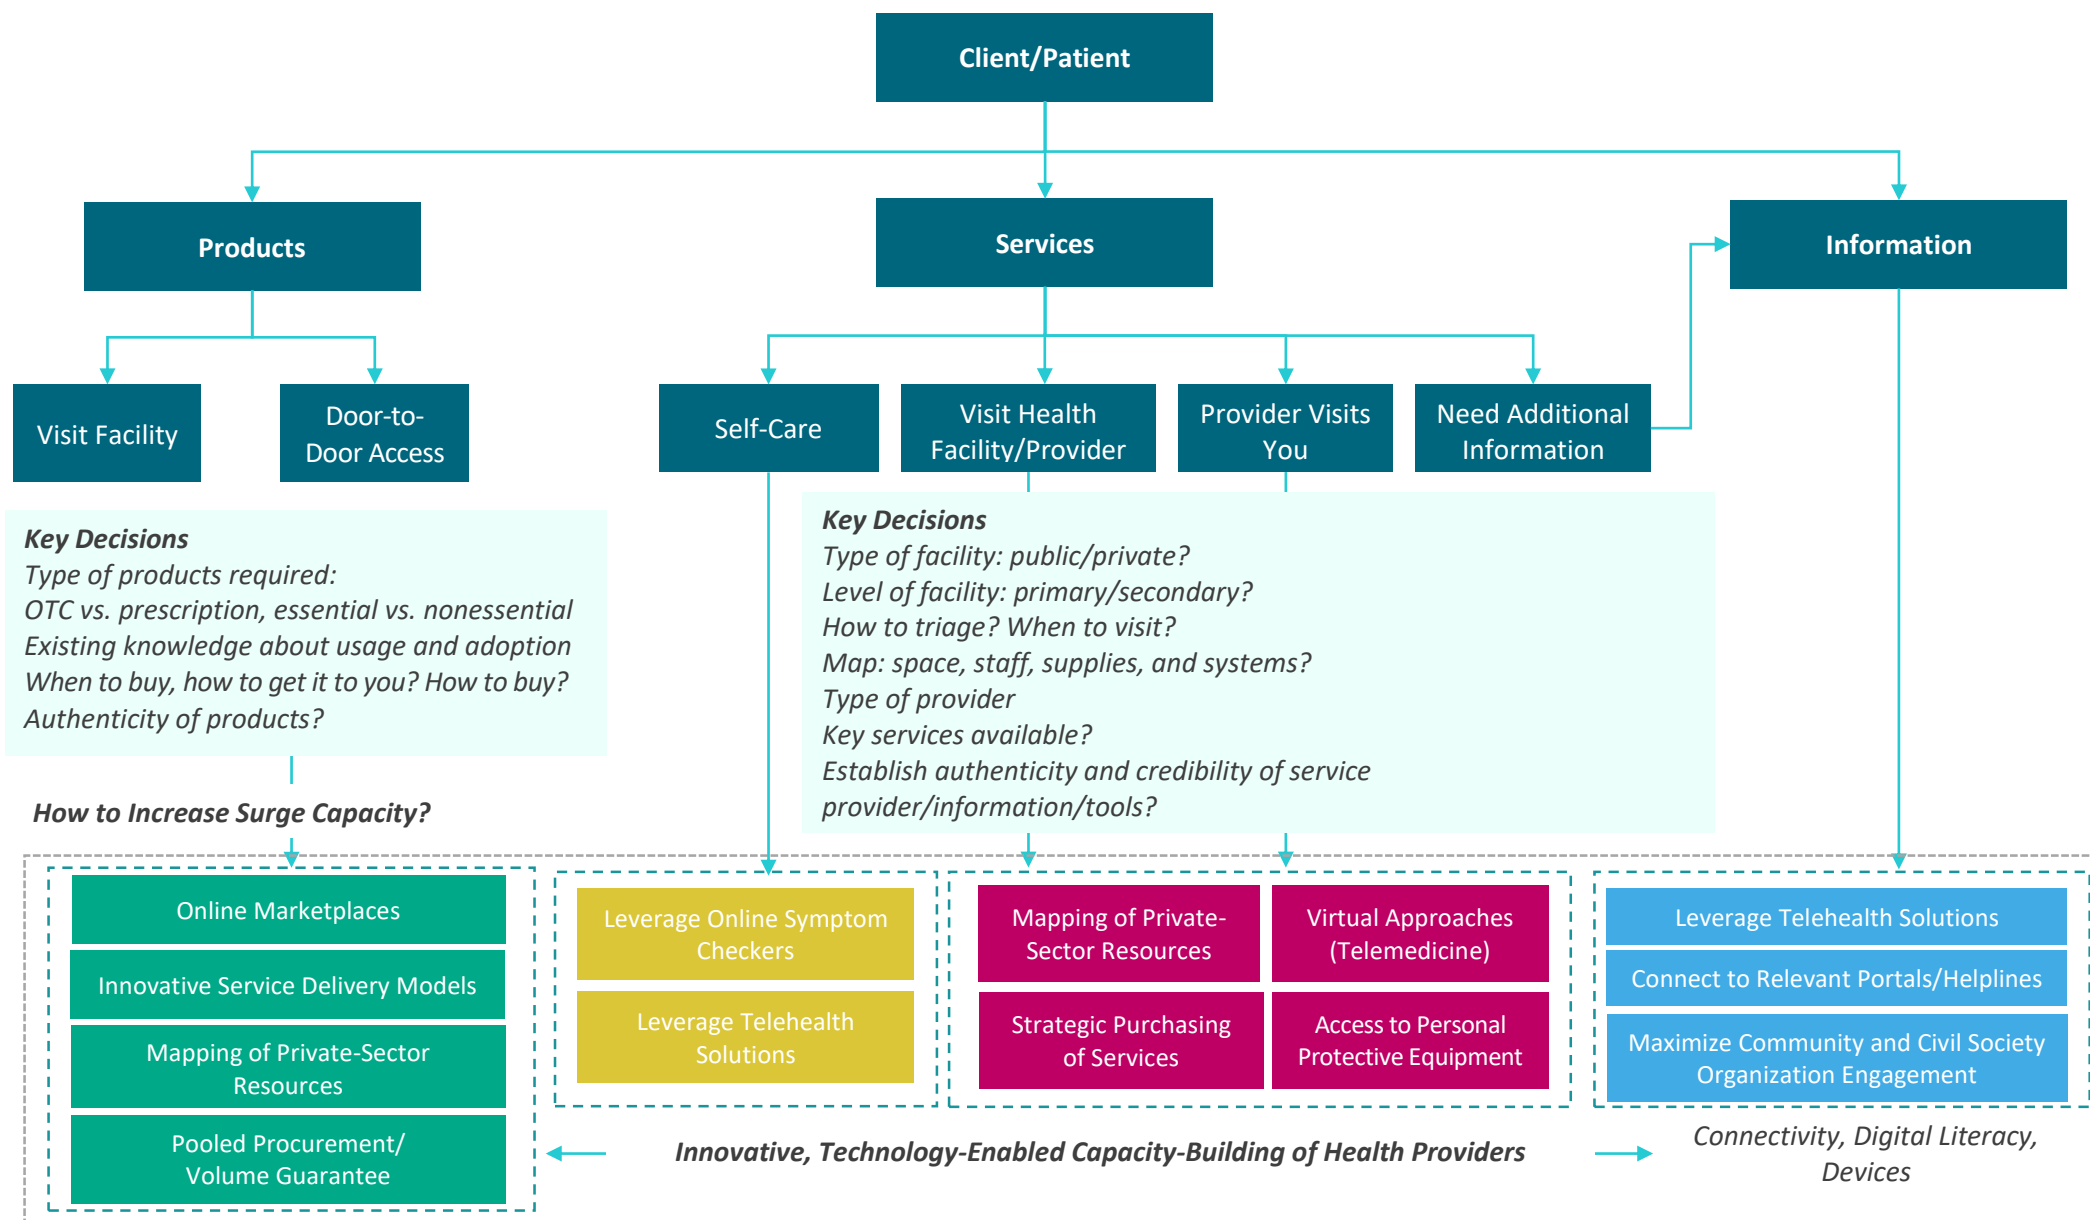 Client/Patient
Products
Services
Information
Visit Facility
Door-to-
Door Access
Self-Care
Visit Health
Facility/Provider
Provider Visits
You
Need Additional
Information
Key Decisions
Type of products required:
OTC vs. prescription, essential vs. nonessential
Existing knowledge about usage and adoption
When to buy, how to get it to you? How to buy?
Authenticity of products?
Key Decisions
Type of facility: public/private?
Level of facility: primary/secondary?
How to triage? When to visit?
Map: space, staff, supplies, and systems?
Type of provider
Key services available?
Establish authenticity and credibility of service
provider/information/tools?
How to Increase Surge Capacity?
Online Marketplaces
Innovative Service Delivery Models
Mapping of Private-Sector
Resources
Pooled Procurement/
Volume Guarantee
Leverage Online Symptom
Checkers
Leverage Telehealth
Solutions
Mapping of Private-
Sector Resources
Virtual Approaches
(Telemedicine)
Strategic Purchasing
of Services
Access to Personal
Protective Equipment
Leverage Telehealth Solutions
Connect to Relevant Portals/Helplines
Maximize Community and Civil Society
Organization Engagement
Innovative, Technology-Enabled Capacity-Building of Health Providers
Connectivity, Digital Literacy,
Devices